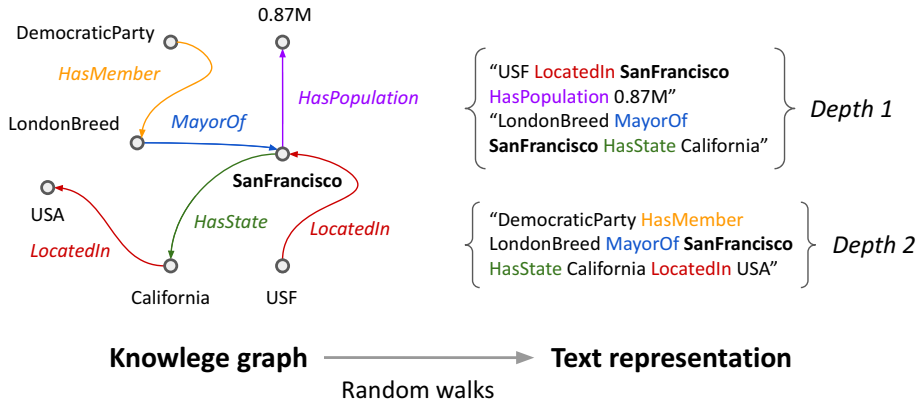 0.87M
DemocraticParty
HasMember
HasPopulation
LondonBreed
MayorOf
SanFrancisco
USA
HasState
LocatedIn
LocatedIn
California
USF
“USF LocatedIn SanFrancisco
HasPopulation 0.87M”
“LondonBreed MayorOf
SanFrancisco HasState California”
Depth 1
“DemocraticParty HasMember
LondonBreed MayorOf SanFrancisco
HasState California LocatedIn USA”
Depth 2
Knowlege graph
Text representation
Random walks